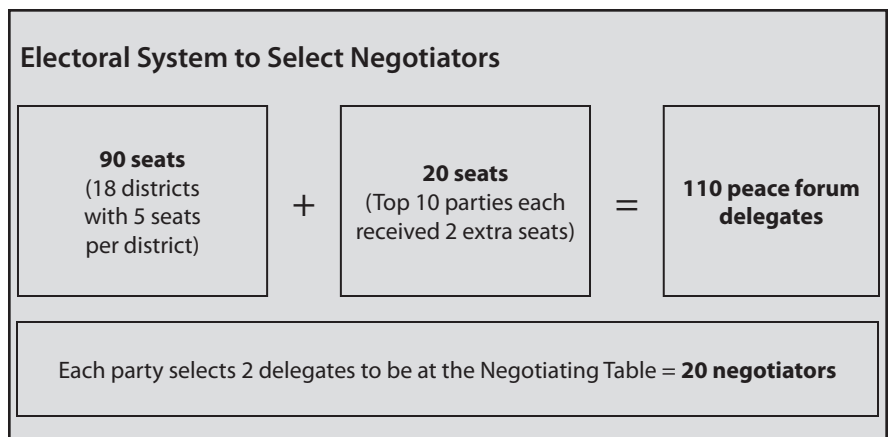 Electoral System to Select Negotiators
90 seats
(18 districts
with 5 seats
per district)
+
20 seats
(Top 10 parties each
received 2 extra seats)
=
110 peace forum
delegates
Each party selects 2 delegates to be at the Negotiating Table = 20 negotiators